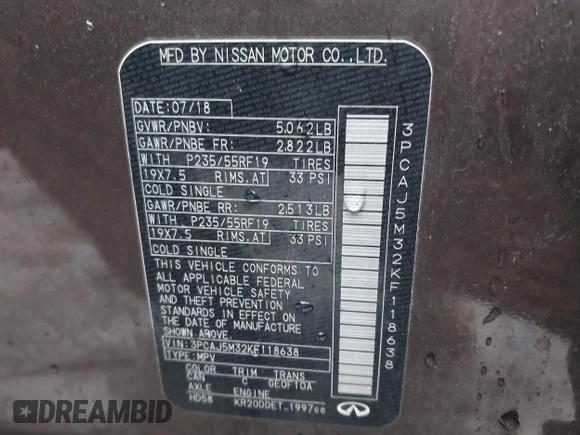 MFD BY NISSAN MOTOR CO.,LTD.
DATE:07/18
GVWR/PNBV: 5,062LB
GAWR/PNBE FR: 2,822LB
WITH P235/55RF19 TIRES
19X7.5 RIMS.AT 33 PSI
COLD SINGLE
GAWR/PNBE RR: 2,513LB
WITH P235/55RF19 TIRES
19X7.5 RIMS.AT 33 PSI
COLD SINGLE
THIS VEHICLE CONFORMS TO
ALL APPLICABLE FEDERAL
MOTOR VEHICLE SAFETY
AND THEFT PREVENTION
STANDARDS IN EFFECT ON
THE DATE OF MANUFACTURE
SHOWN ABOVE.
VIN: 3PCAJ5M32KF118638
TYPE:MPV
COLOR TRIM TRANS
CAN C GE0F10A
AXLE ENGINE
HD58 KR20DDET 1997cc
INFINITI
3PCAJ5M32KF118638
EASY BIDAMERICA